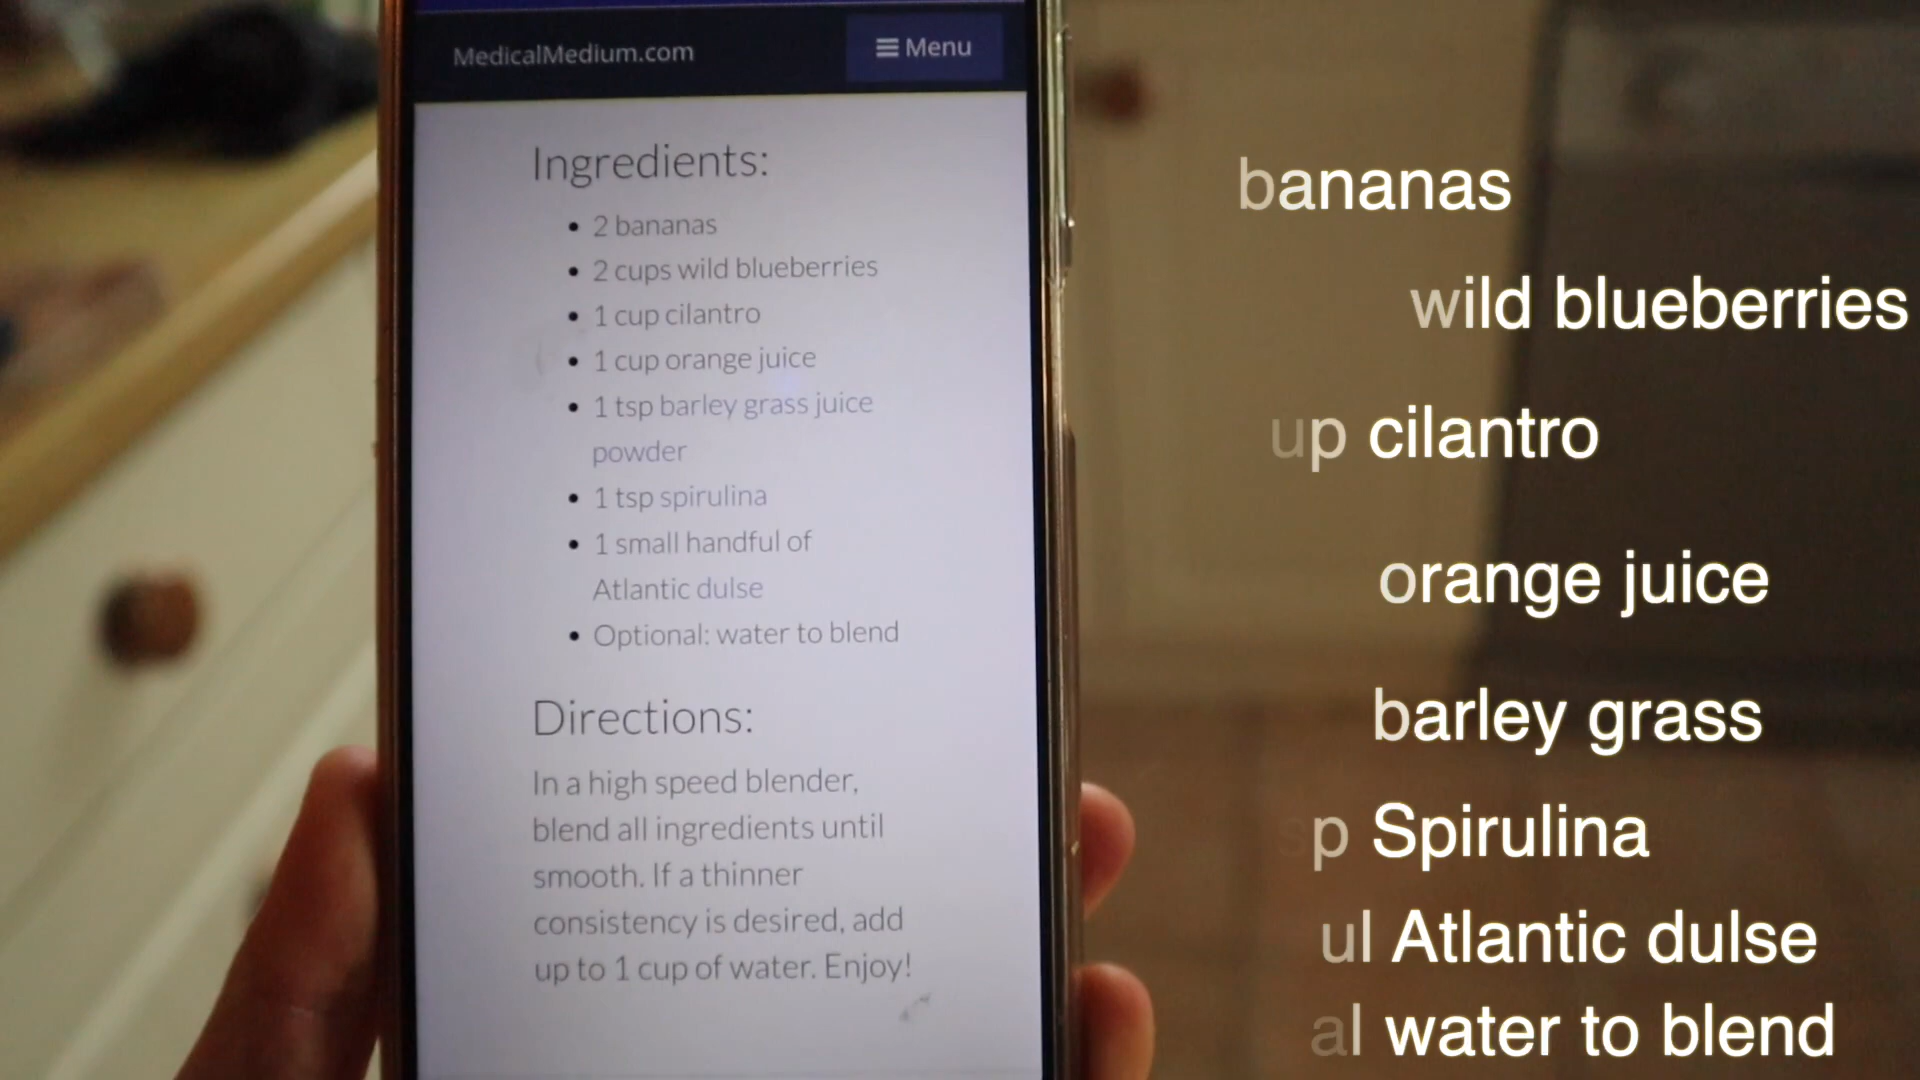 MedicalMedium.com
Menu
Ingredients:
• 2 bananas
• 2 cups wild blueberries
• 1 cup cilantro
• 1 cup orange juice
• 1 tsp barley grass juice
powder
• 1 tsp spirulina
• 1 small handful of
Atlantic dulse
• Optional: water to blend
Directions:
In a high speed blender,
blend all ingredients until
smooth. If a thinner
consistency is desired, add
up to 1 cup of water. Enjoy!
bananas
wild blueberries
up cilantro
orange juice
barley grass
sp Spirulina
ul Atlantic dulse
al water to blend